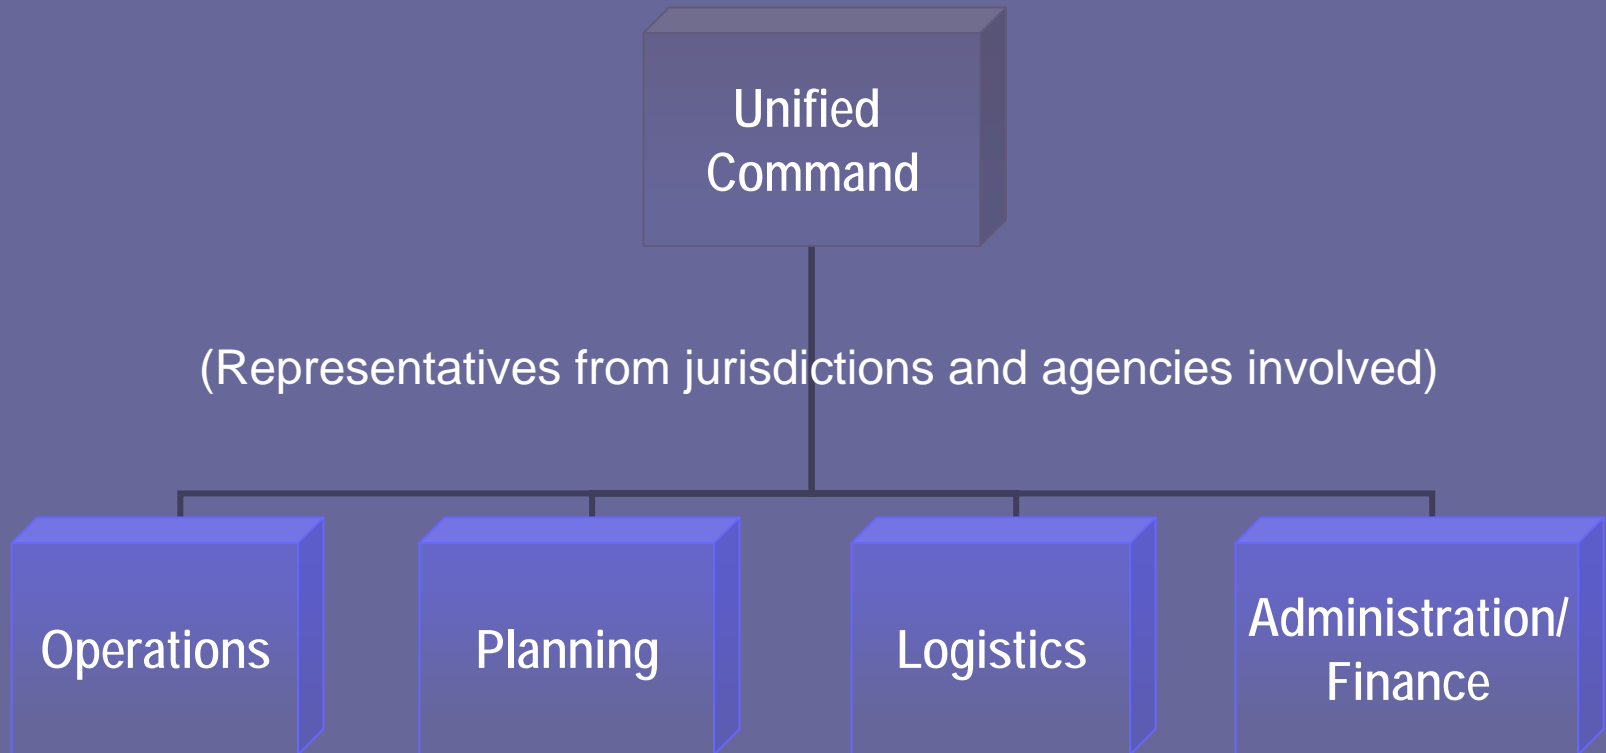 Unified
Command
(Representatives from jurisdictions and agencies involved)
Operations
Planning
Logistics
Administration/
Finance